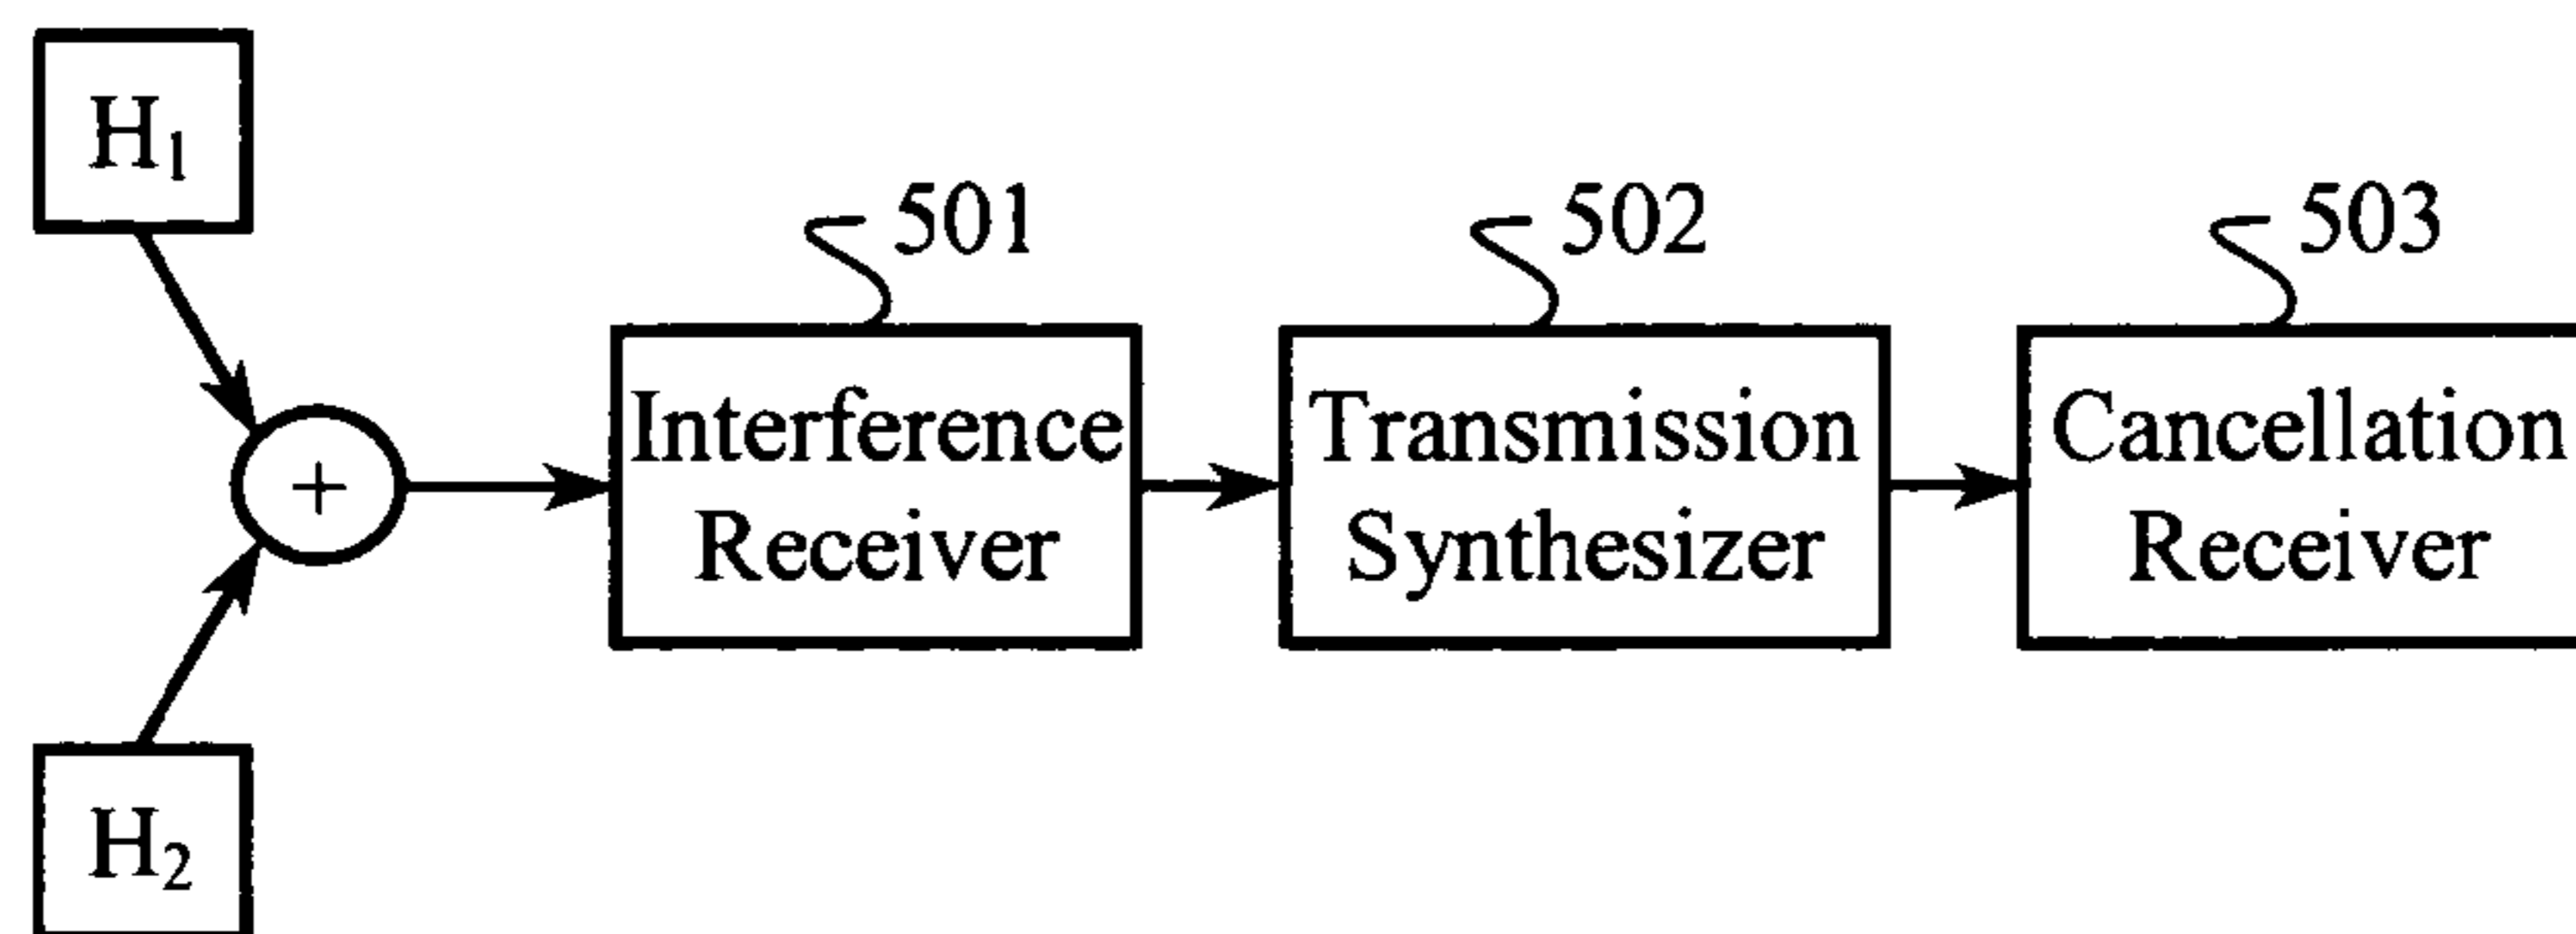 H₁
501
502
503
Interference
Receiver
Transmission
Synthesizer
Cancellation
Receiver
+
H₂